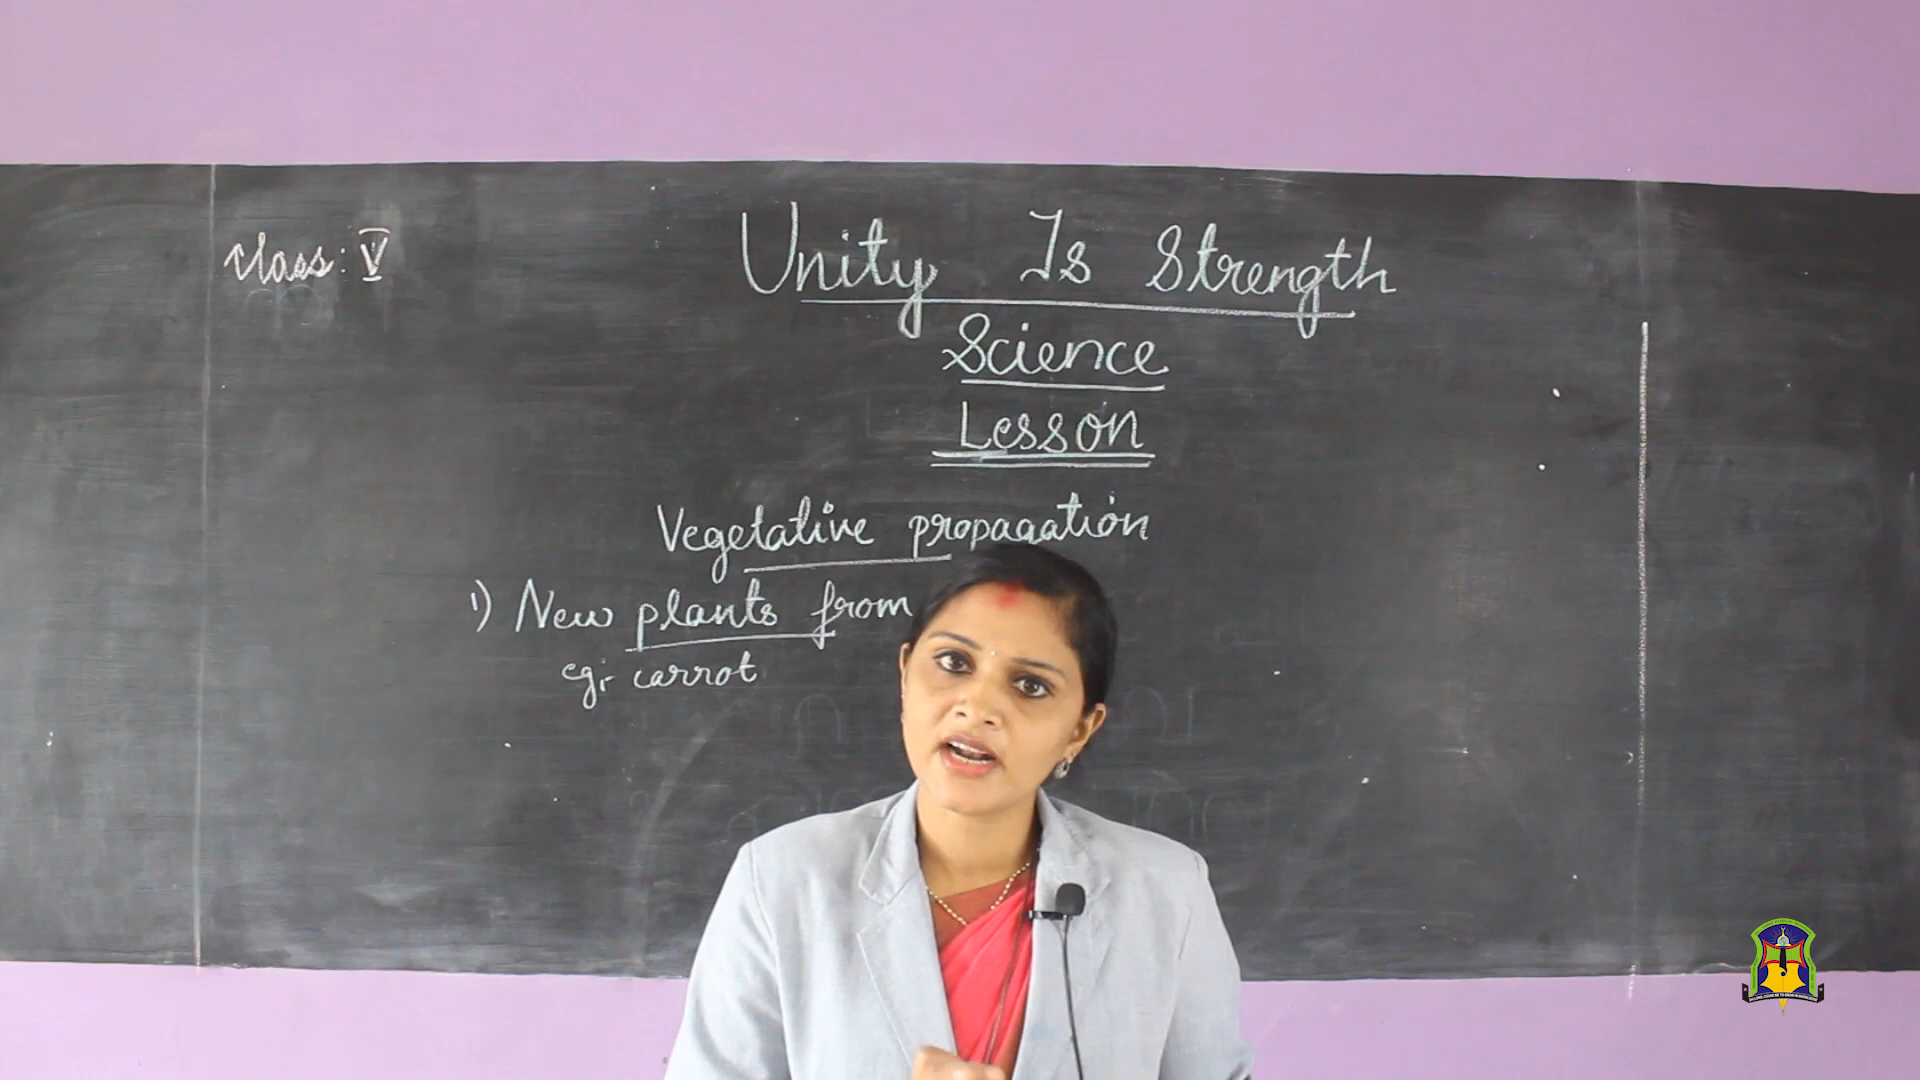 Class: V
Unity Is Strength
Science
Lesson
Vegetative propagation
1) New plants from
eg:- carrot